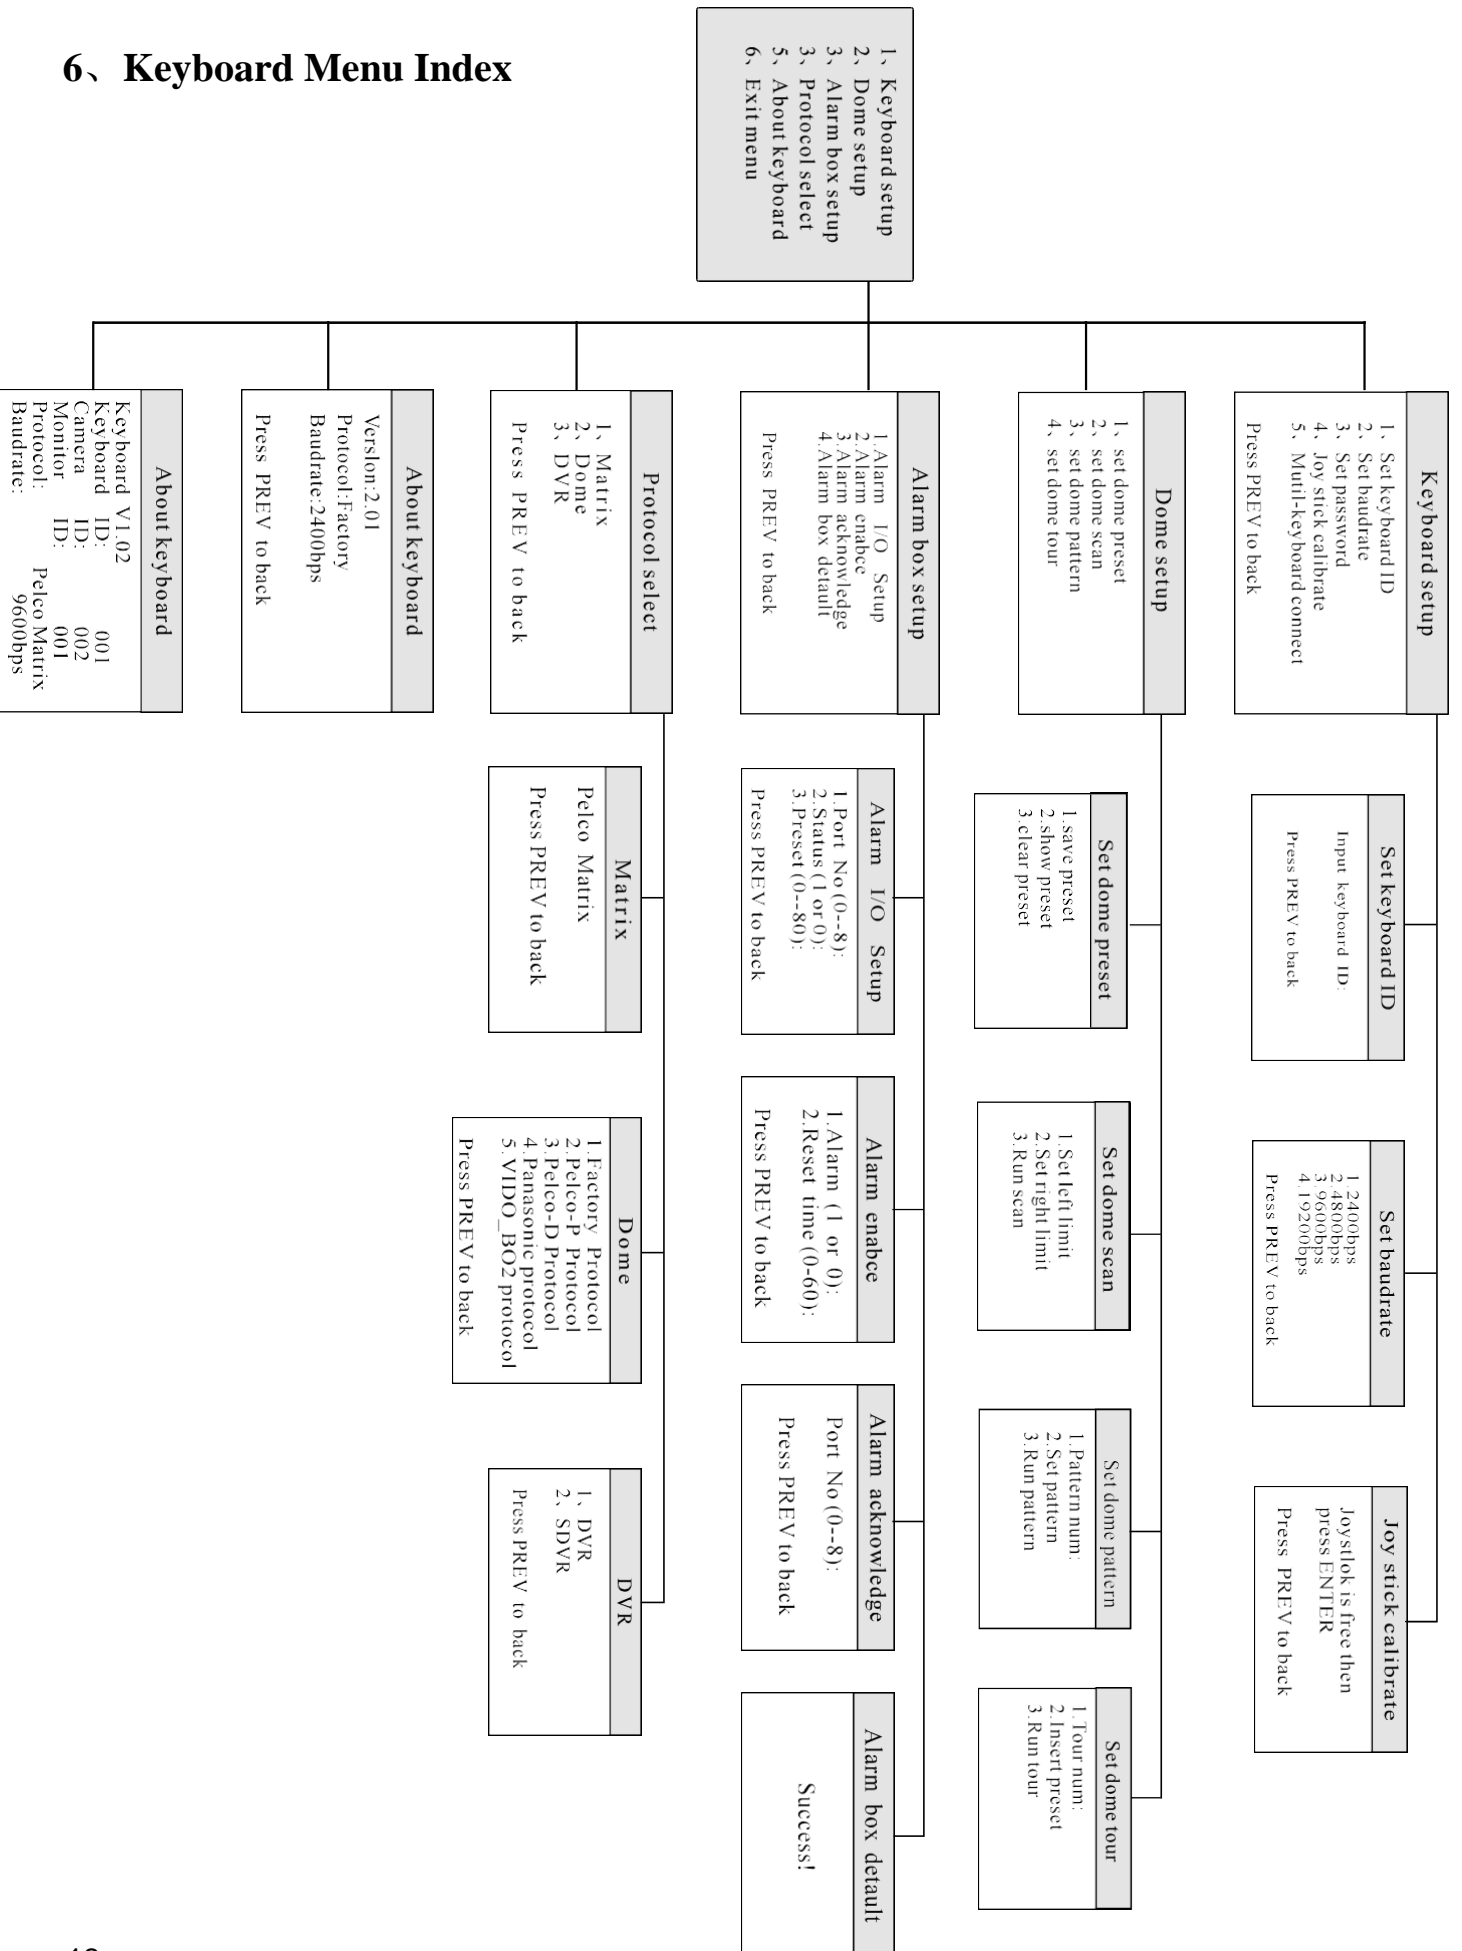 6、Keyboard Menu Index
1、Keyboard setup
2、Dome setup
3、Alarm box setup
3、Protocol select
5、About keyboard
6、Exit menu
Keyboard setup
1、Set keyboard ID
2、Set baudrate
3、Set password
4、Joy stick calibrate
5、Mutil-keyboard connect
Press PREV to back
Set keyboard ID
Input keyboard ID:
Press PREV to back
Set baudrate
1.2400bps
2.4800bps
3.9600bps
4.19200bps
Press PREV to back
Joy stick calibrate
Joystlok is free then
press ENTER
Press PREV to back
Dome setup
1、set dome preset
2、set dome scan
3、set dome pattern
4、set dome tour
Set dome preset
1.save preset
2.show preset
3.clear preset
Set dome scan
1.Set left limit
2.Set right limit
3.Run scan
Set dome pattern
1.Pattern num:
2.Set pattern
3.Run pattern
Set dome tour
1.Tour num:
2.Insert preset
3.Run tour
Alarm box setup
1.Alarm I/O Setup
2.Alarm enabce
3.Alarm acknowledge
4.Alarm box detault
Press PREV to back
Alarm I/O Setup
1.Port No(0--8):
2.Status(1or0):
3.Preset(0--80):
Press PREV to back
Alarm enabce
1.Alarm (1 or 0):
2.Reset time(0-60):
Press PREV to back
Alarm acknowledge
Port No(0--8):
Press PREV to back
Alarm box detault
Success!
Protocol select
1、Matrix
2、Dome
3、DVR
Press PREV to back
Matrix
Pelco Matrix
Press PREV to back
Dome
1.Factory Protocol
2.Pelco-P Protocol
3.Pelco-D Protocol
4.Panasonic protocol
5.VIDO_BO2 protocol
Press PREV to back
DVR
1、DVR
2、SDVR
Press PREV to back
About keyboard
Verslon:2.01
Protocol:Factory
Baudrate:2400bps
Press PREV to back
About keyboard
Keyboard V1.02
Keyboard ID: 001
Camera ID: 002
Monitor ID: 001
Protocol: Pelco Matrix
Baudrate: 9600bps